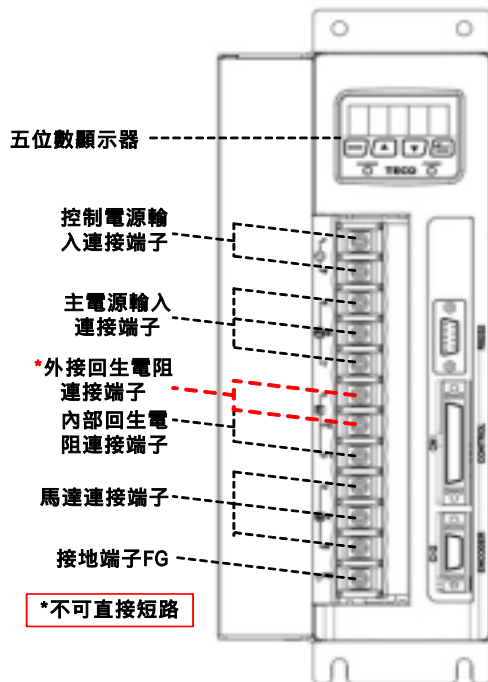 五位數顯示器
TECO
控制電源輸
入連接端子
主電源輸入
連接端子
*外接回生電阻
連接端子
內部回生電
阻連接端子
馬達連接端子
接地端子FG
*不可直接短路
CONTROL
ENCODER